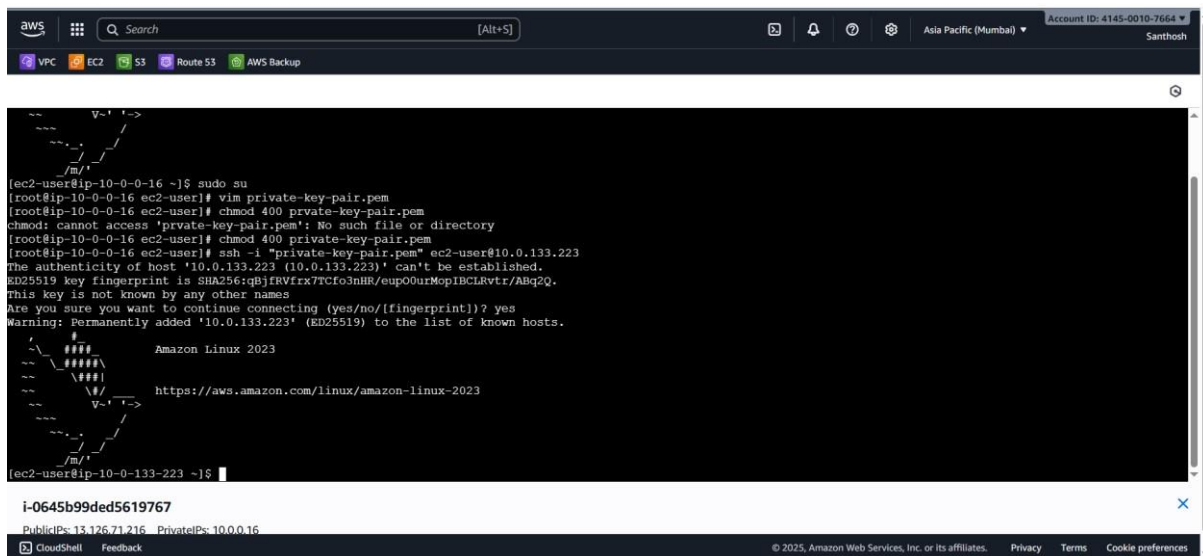 aws
Search [Alt+S]
Asia Pacific (Mumbai) ▼
Account ID: 4145-0010-7664 ▼
Santhosh
VPC EC2 S3 Route 53 AWS Backup
~~ V~' '->
~~~ /
~~._. _/
_/ _/
_/m/'
[ec2-user@ip-10-0-0-16 ~]$ sudo su
[root@ip-10-0-0-16 ec2-user]# vim private-key-pair.pem
[root@ip-10-0-0-16 ec2-user]# chmod 400 prvate-key-pair.pem
chmod: cannot access 'prvate-key-pair.pem': No such file or directory
[root@ip-10-0-0-16 ec2-user]# chmod 400 private-key-pair.pem
[root@ip-10-0-0-16 ec2-user]# ssh -i "private-key-pair.pem" ec2-user@10.0.133.223
The authenticity of host '10.0.133.223 (10.0.133.223)' can't be established.
ED25519 key fingerprint is SHA256:qBjfRVfrx7TCfo3nHR/eupO0urMopIBCLRvtr/ABq2Q.
This key is not known by any other names
Are you sure you want to continue connecting (yes/no/[fingerprint])? yes
Warning: Permanently added '10.0.133.223' (ED25519) to the list of known hosts.
, #_
~\_ ####_ Amazon Linux 2023
~~ \_#####\
~~ \###|
~~ \#/ ___ https://aws.amazon.com/linux/amazon-linux-2023
~~ V~' '->
~~~ /
~~._. _/
_/ _/
_/m/'
[ec2-user@ip-10-0-133-223 ~]$
i-0645b99ded5619767
PublicIPs: 13.126.71.216 PrivateIPs: 10.0.0.16
CloudShell Feedback © 2025, Amazon Web Services, Inc. or its affiliates. Privacy Terms Cookie preferences